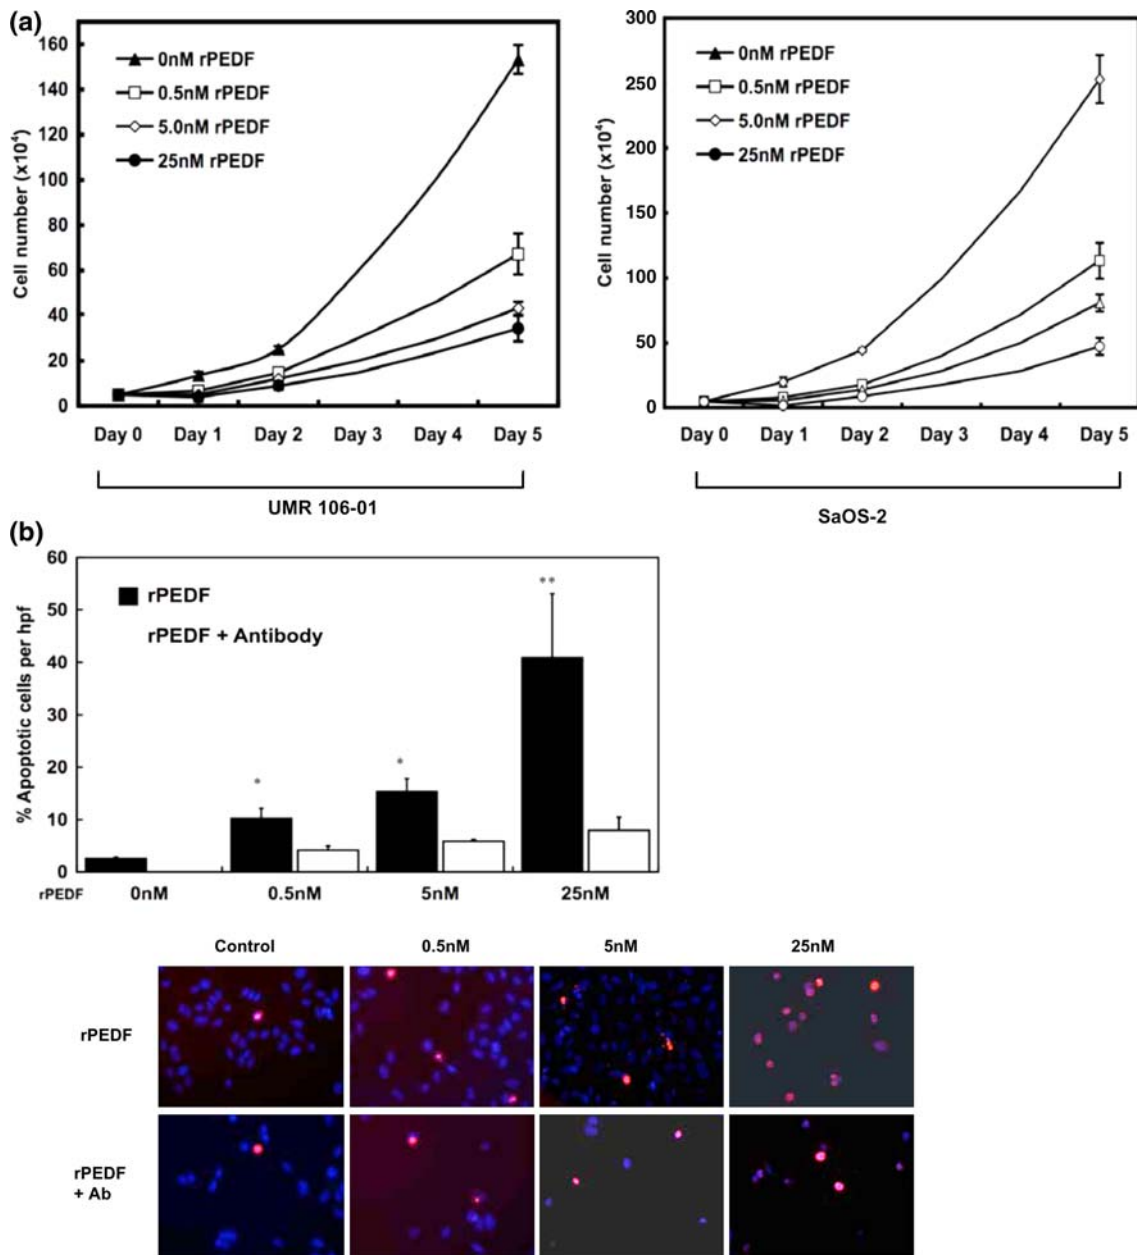 (a)
Cell number (x10⁴)
160
140
120
100
80
60
40
20
0
0nM rPEDF
0.5nM rPEDF
5.0nM rPEDF
25nM rPEDF
Day 0 Day 1 Day 2 Day 3 Day 4 Day 5
UMR 106-01
Cell number (x10⁴)
300
250
200
150
100
50
0
0nM rPEDF
0.5nM rPEDF
5.0nM rPEDF
25nM rPEDF
Day 0 Day 1 Day 2 Day 3 Day 4 Day 5
SaOS-2
(b)
% Apoptotic cells per hpf
60
50
40
30
20
10
0
rPEDF
rPEDF + Antibody
*
*
**
rPEDF 0nM 0.5nM 5nM 25nM
Control 0.5nM 5nM 25nM
rPEDF
rPEDF
+ Ab